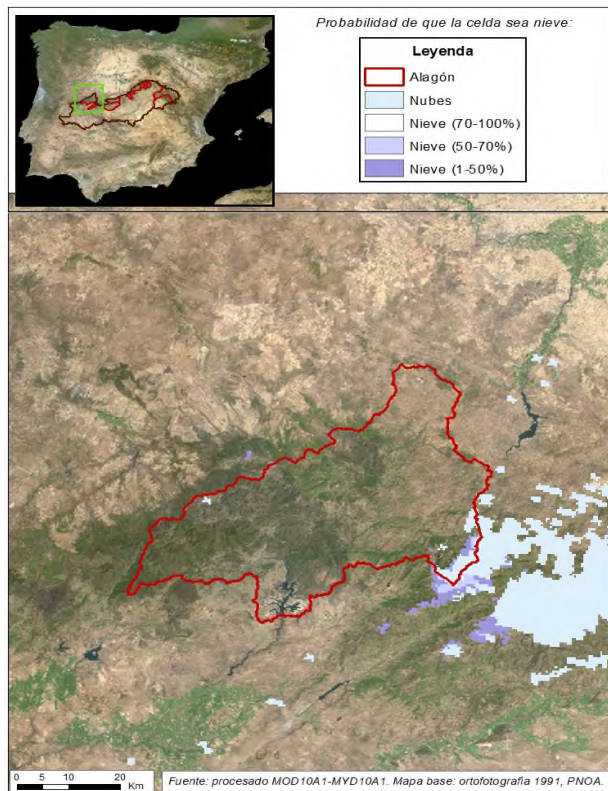 Probabilidad de que la celda sea nieve:
Leyenda
Alagón
Nubes
Nieve (70-100%)
Nieve (50-70%)
Nieve (1-50%)
0 5 10 20
Km
Fuente: procesado MOD10A1-MYD10A1. Mapa base: ortofotografia 1991, PNOA.